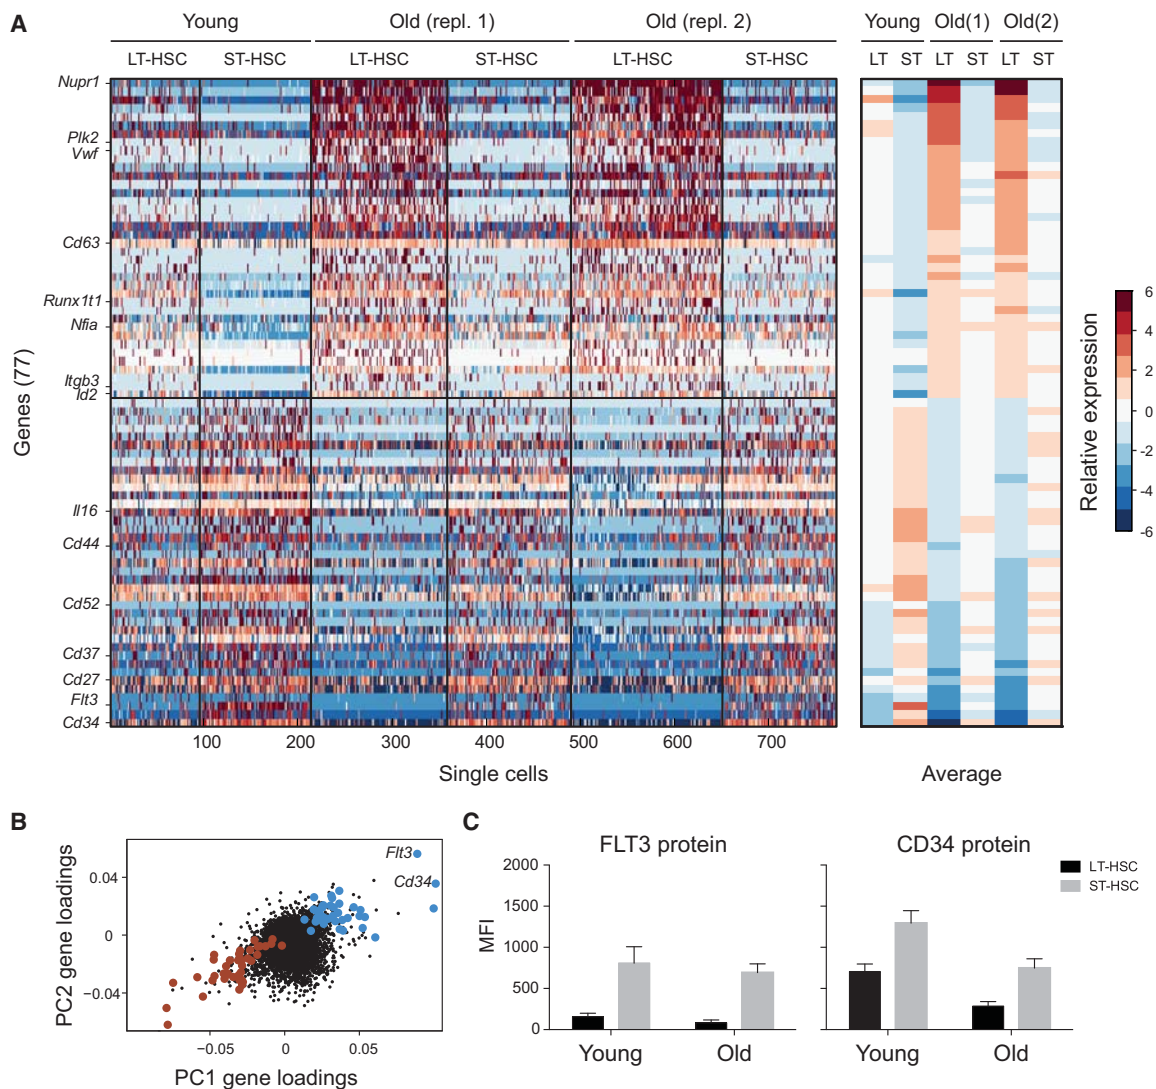 A
Young Old (repl. 1) Old (repl. 2) Young Old(1) Old(2)
LT-HSC ST-HSC LT-HSC ST-HSC LT-HSC ST-HSC LT ST LT ST LT ST
Nupr1
Plk2
Vwf
Cd63
Runx1t1
Nfia
Itgb3
Id2
Il16
Cd44
Cd52
Cd37
Cd27
Flt3
Cd34
Genes (77)
100 200 300 400 500 600 700
Single cells
Average
6
4
2
0
-2
-4
-6
Relative expression
B
Flt3
Cd34
0.04
0
−0.04
PC2 gene loadings
−0.05 0 0.05
PC1 gene loadings
C
FLT3 protein CD34 protein
LT-HSC
ST-HSC
2000
1500
1000
500
0
MFI
Young Old Young Old